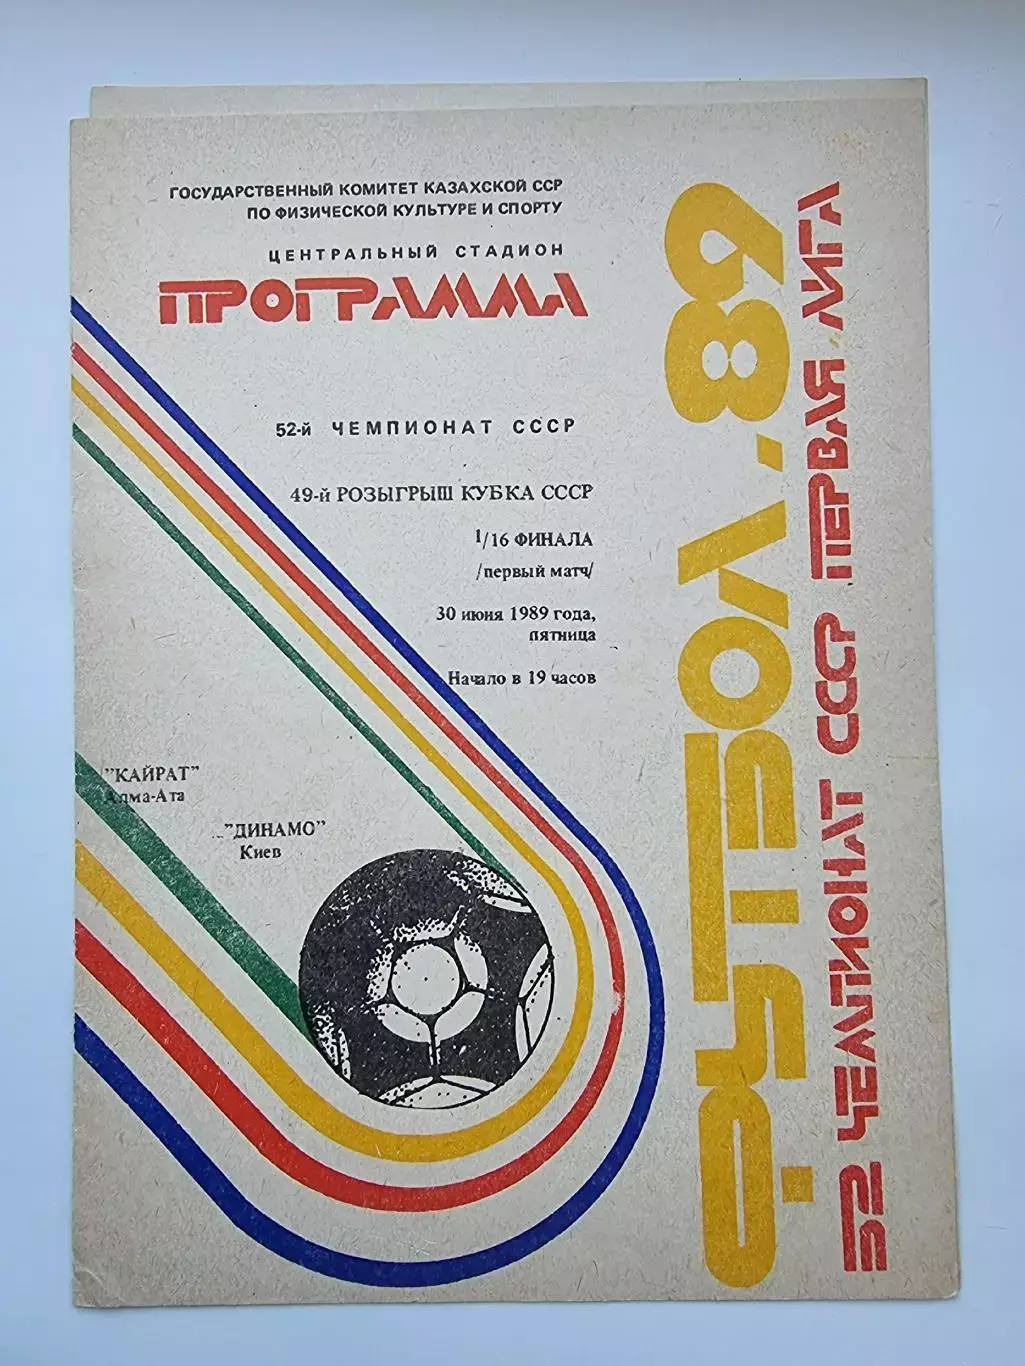 ГОСУДАРСТВЕННЫЙ КОМИТЕТ КАЗАХСКОЙ ССР
ПО ФИЗИЧЕСКОЙ КУЛЬТУРЕ И СПОРТУ
ЦЕНТРАЛЬНЫЙ СТАДИОН
ПРОГРАММА
52-й ЧЕМПИОНАТ СССР
49-й РОЗЫГРЫШ КУБКА СССР
1/16 ФИНАЛА
/первый матч/
30 июня 1989 года,
пятница
Начало в 19 часов
"КАЙРАТ"
Алма-Ата
"ДИНАМО"
Киев
ФУТБОЛ'89
52 ЧЕМПИОНАТ СССР ПЕРВАЯ ЛИГА